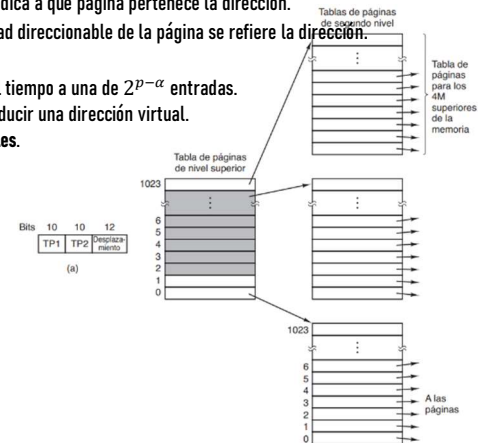 dica a qué página pertenece la dirección.
ad direccionable de la página se refiere la dirección.
tiempo a una de 2^{p−α} entradas.
ducir una dirección virtual.
es.
Tablas de páginas
de segundo nivel
Tabla de
páginas
para los
4M
superiores
de la
memoria
Tabla de páginas
de nivel superior
1023
6
5
4
3
2
1
0
Bits 10 10 12
TP1 TP2 Desplaza-
miento
(a)
1023
6
5
4
3
2
1
0
A las
páginas